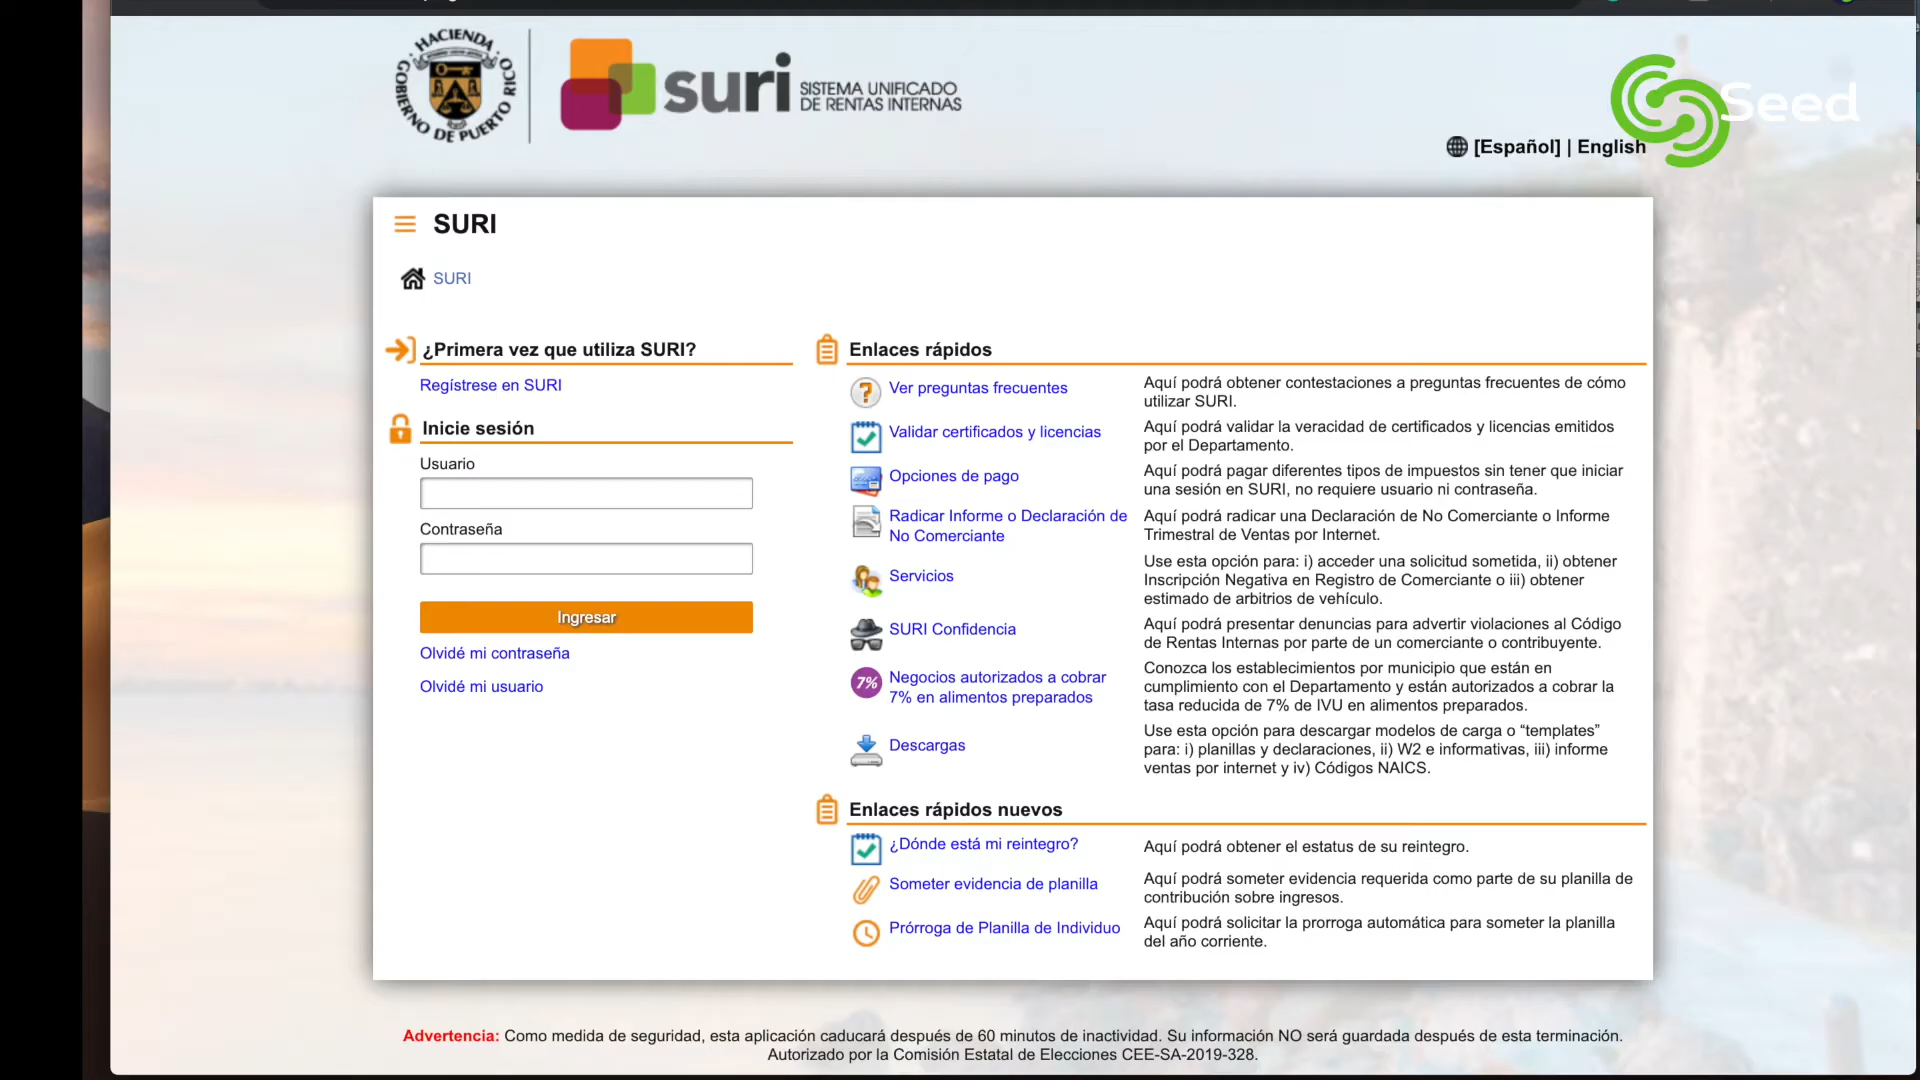 HACIENDA
GOBIERNO DE PUERTO RICO
suri SISTEMA UNIFICADO
DE RENTAS INTERNAS
Seed
[Español] | English
SURI
SURI
¿Primera vez que utiliza SURI?
Regístrese en SURI
Inicie sesión
Usuario
Contraseña
Ingresar
Olvidé mi contraseña
Olvidé mi usuario
Enlaces rápidos
Ver preguntas frecuentes
Aquí podrá obtener contestaciones a preguntas frecuentes de cómo
utilizar SURI.
Validar certificados y licencias
Aquí podrá validar la veracidad de certificados y licencias emitidos
por el Departamento.
Opciones de pago
Aquí podrá pagar diferentes tipos de impuestos sin tener que iniciar
una sesión en SURI, no requiere usuario ni contraseña.
Radicar Informe o Declaración de
No Comerciante
Aquí podrá radicar una Declaración de No Comerciante o Informe
Trimestral de Ventas por Internet.
Servicios
Use esta opción para: i) acceder una solicitud sometida, ii) obtener
Inscripción Negativa en Registro de Comerciante o iii) obtener
estimado de arbitrios de vehículo.
SURI Confidencia
Aquí podrá presentar denuncias para advertir violaciones al Código
de Rentas Internas por parte de un comerciante o contribuyente.
7%
Negocios autorizados a cobrar
7% en alimentos preparados
Conozca los establecimientos por municipio que están en
cumplimiento con el Departamento y están autorizados a cobrar la
tasa reducida de 7% de IVU en alimentos preparados.
Descargas
Use esta opción para descargar modelos de carga o “templates”
para: i) planillas y declaraciones, ii) W2 e informativas, iii) informe
ventas por internet y iv) Códigos NAICS.
Enlaces rápidos nuevos
¿Dónde está mi reintegro?
Aquí podrá obtener el estatus de su reintegro.
Someter evidencia de planilla
Aquí podrá someter evidencia requerida como parte de su planilla de
contribución sobre ingresos.
Prórroga de Planilla de Individuo
Aquí podrá solicitar la prorroga automática para someter la planilla
del año corriente.
Advertencia: Como medida de seguridad, esta aplicación caducará después de 60 minutos de inactividad. Su información NO será guardada después de esta terminación.
Autorizado por la Comisión Estatal de Elecciones CEE-SA-2019-328.